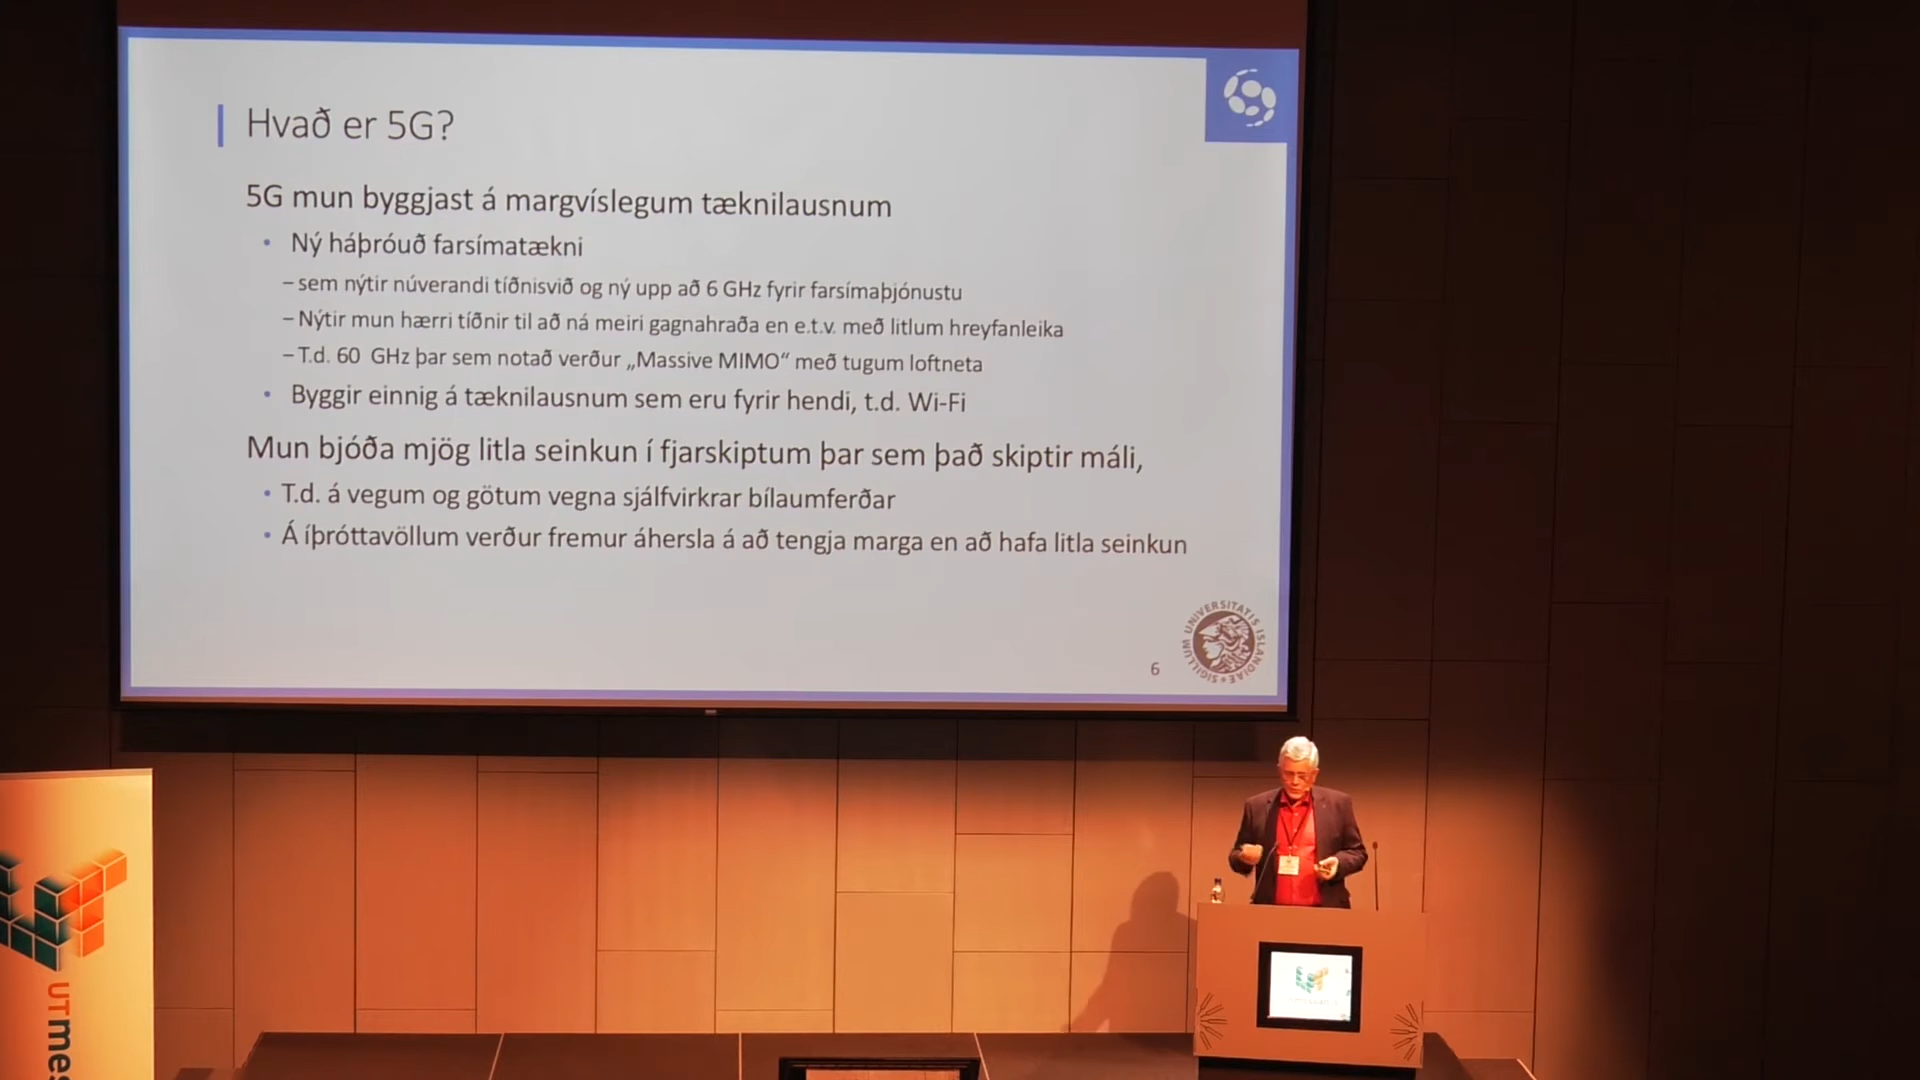 Hvað er 5G?
5G mun byggjast á margvíslegum tæknilausnum
• Ný háþróuð farsímatækni
– sem nýtir núverandi tíðnisvið og ný upp að 6 GHz fyrir farsímaþjónustu
– Nýtir mun hærri tíðnir til að ná meiri gagnahraða en e.t.v. með litlum hreyfanleika
– T.d. 60 GHz þar sem notað verður „Massive MIMO“ með tugum loftneta
• Byggir einnig á tæknilausnum sem eru fyrir hendi, t.d. Wi-Fi
Mun bjóða mjög litla seinkun í fjarskiptum þar sem það skiptir máli,
• T.d. á vegum og götum vegna sjálfvirkrar bílaumferðar
• Á íþróttavöllum verður fremur áhersla á að tengja marga en að hafa litla seinkun
SIGILLUM UNIVERSITATIS ISLANDIAE
6
UTmes